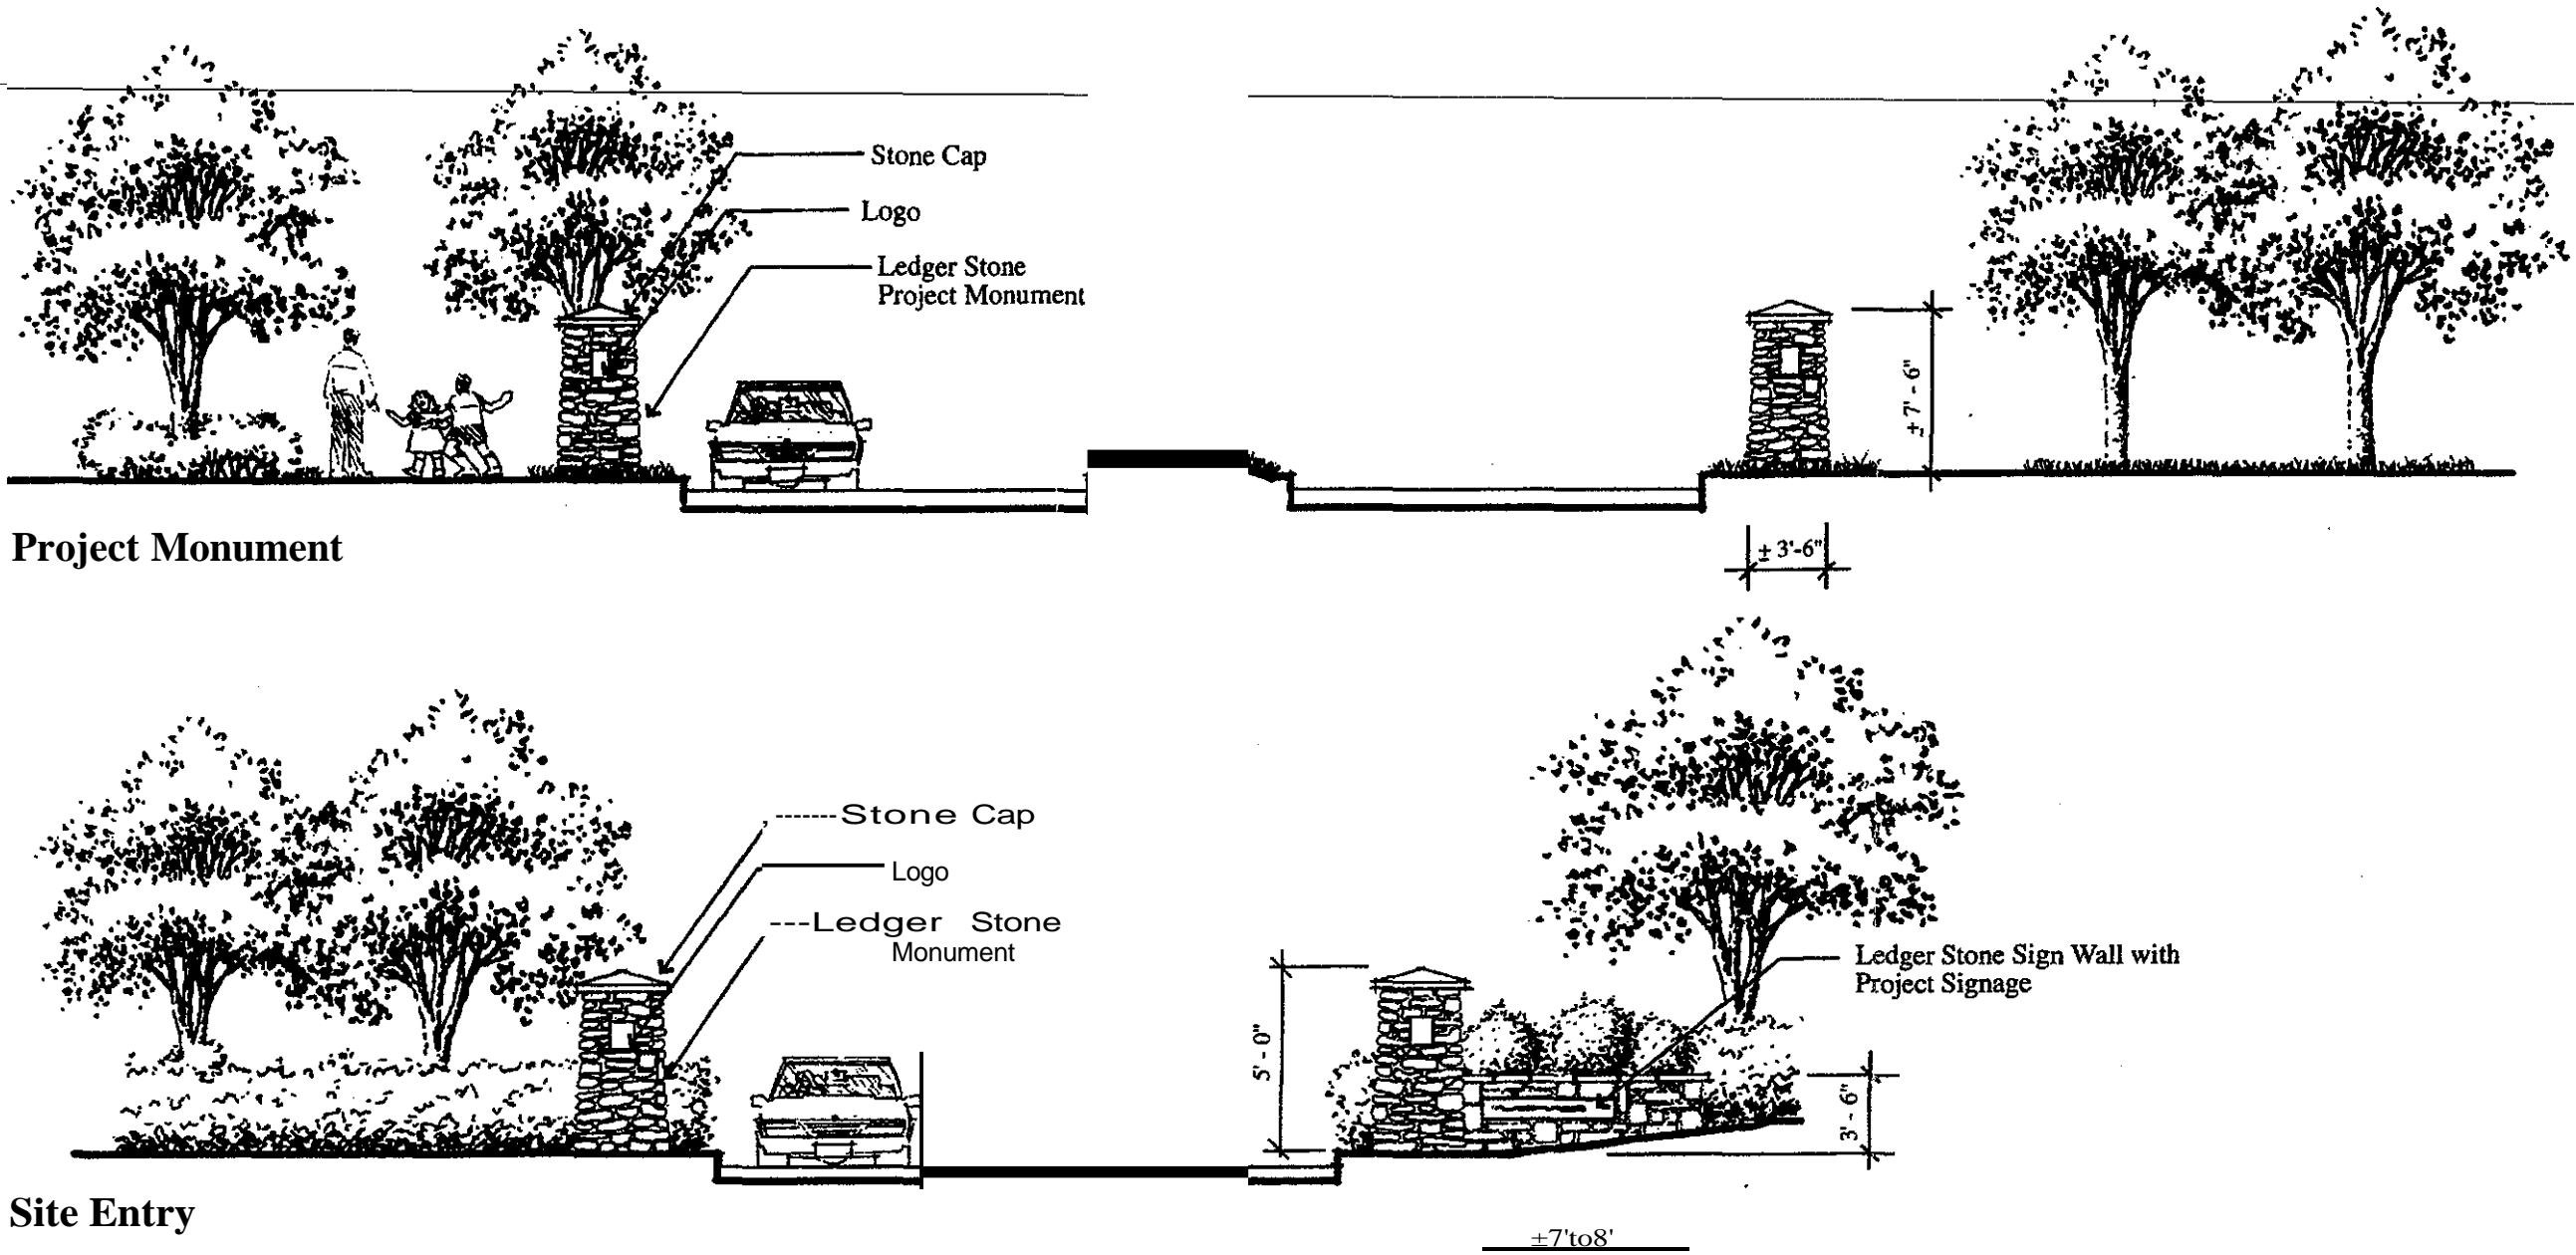 Stone Cap
Logo
Ledger Stone
Project Monument
± 7' - 6"
Project Monument
± 3'-6"
-------Stone Cap
Logo
---Ledger Stone
Monument
Ledger Stone Sign Wall with
Project Signage
5' - 0"
3' - 6"
Site Entry
±7'to8'